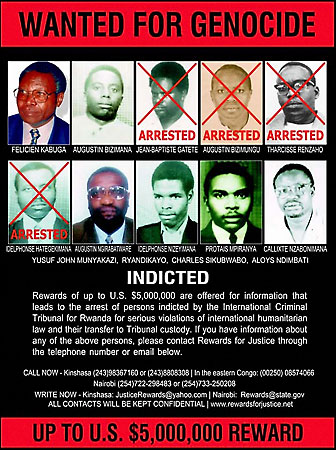 WANTED FOR GENOCIDE
ARRESTED ARRESTED ARRESTED
FELICIEN KABUGA AUGUSTIN BIZIMANA JEAN-BAPTISTE GATETE AUGUSTIN BIZIMUNGU THARCISSE RENZAHO
ARRESTED
IDELPHONSE HATEGEKIMANA AUGUSTIN NGIRABATWARE IDELPHONSE NIZEYIMANA PROTAIS MPIRANYA CALLIXTE NZABONIMANA
YUSUF JOHN MUNYAKAZI, RYANDIKAYO, CHARLES SIKUBWABO, ALOYS NDIMBATI
INDICTED
Rewards of up to U.S. $5,000,000 are offered for information that
leads to the arrest of persons indicted by the International Criminal
Tribunal for Rwanda for serious violations of international humanitarian
law and their transfer to Tribunal custody. If you have information about
any of the above persons, please contact Rewards for Justice through
the telephone number or email below.
CALL NOW - Kinshasa (243)98367160 or (243)8808308 | In the eastern Congo: (00250) 08574066
Nairobi (254)722-298483 or (254)733-250208
WRITE NOW - Kinshasa: JusticeRewards@yahoo.com | Nairobi: Rewards@state.gov
ALL CONTACTS WILL BE KEPT CONFIDENTIAL | www.rewardsforjustice.net
UP TO U.S. $5,000,000 REWARD